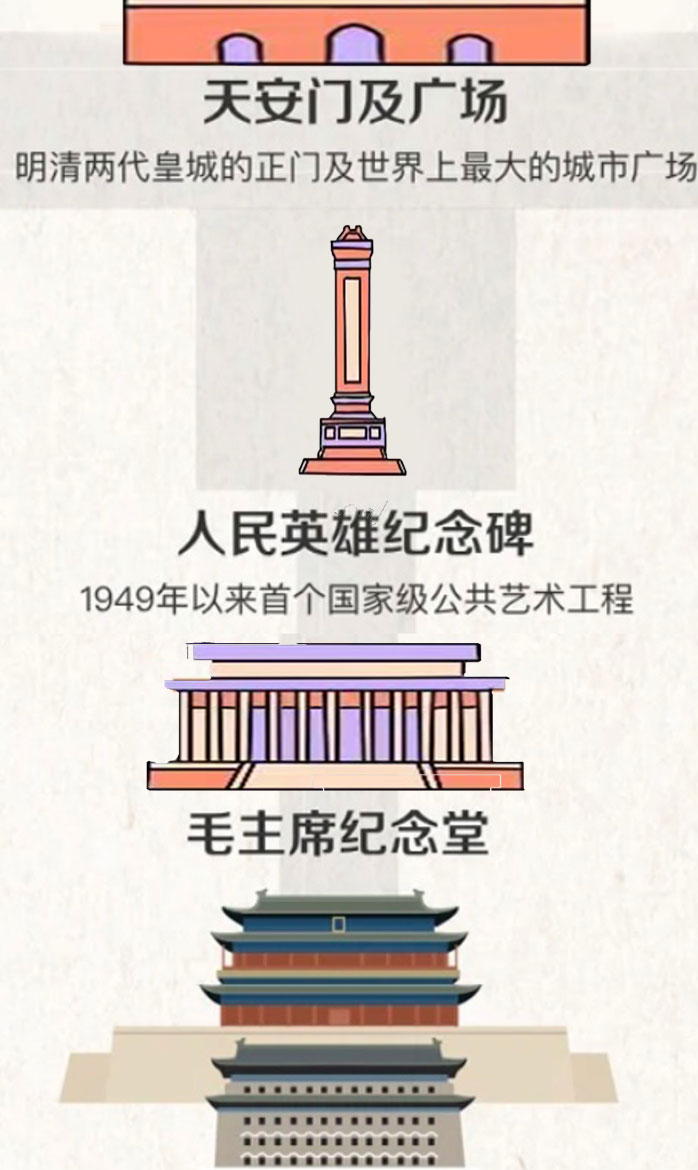 天安门及广场
明清两代皇城的正门及世界上最大的城市广场
人民英雄纪念碑
1949年以来首个国家级公共艺术工程
毛主席纪念堂